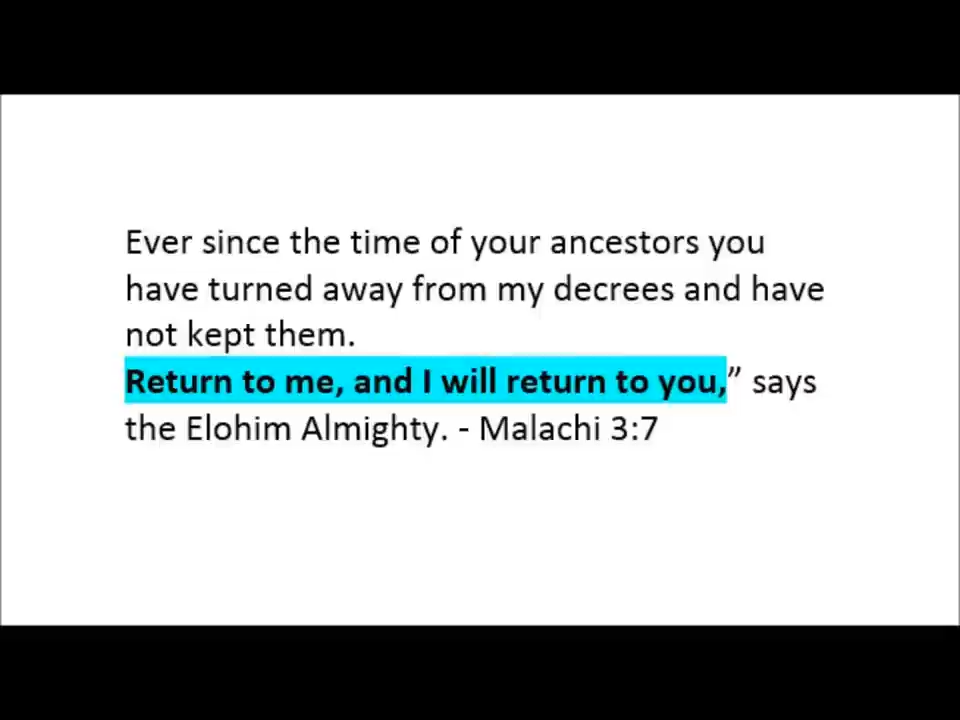 Ever since the time of your ancestors you
have turned away from my decrees and have
not kept them.
Return to me, and I will return to you,” says
the Elohim Almighty. - Malachi 3:7